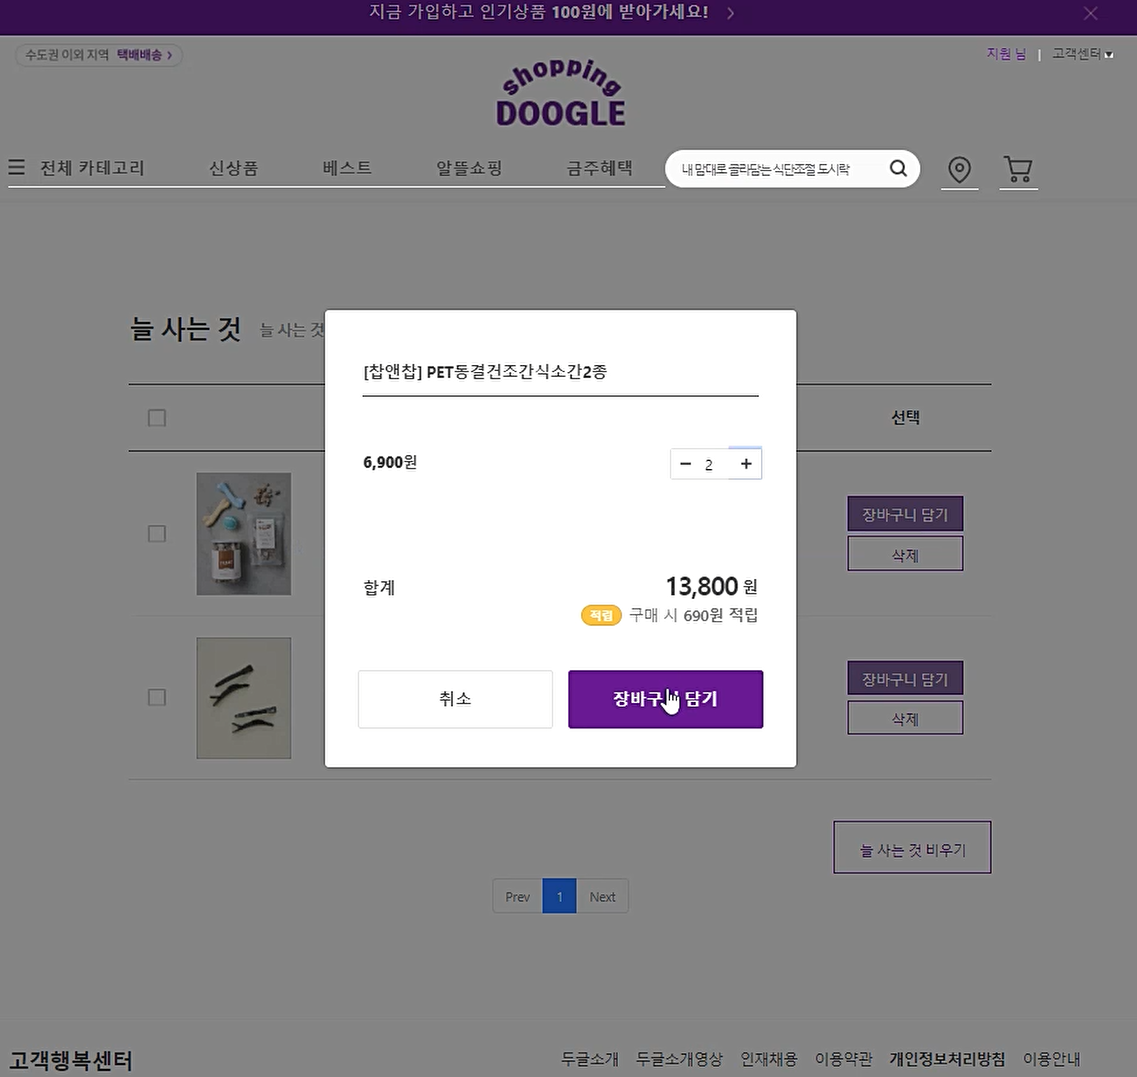 지금 가입하고 인기상품 100원에 받아가세요!
수도권 이외 지역 택배배송
지원 님 | 고객센터
shopping
DOOGLE
전체 카테고리 신상품 베스트 알뜰쇼핑 금주혜택 내 맘대로 골라담는 식단조절 도시락
늘 사는 것 늘 사는 것
[찹앤찹] PET동결건조간식소간2종
선택
6,900원 − 2 +
장바구니 담기
삭제
합계 13,800 원
적립 구매 시 690원 적립
취소 장바구니 담기
장바구니 담기
삭제
늘 사는 것 비우기
Prev 1 Next
고객행복센터
두글소개 두글소개영상 인재채용 이용약관 개인정보처리방침 이용안내